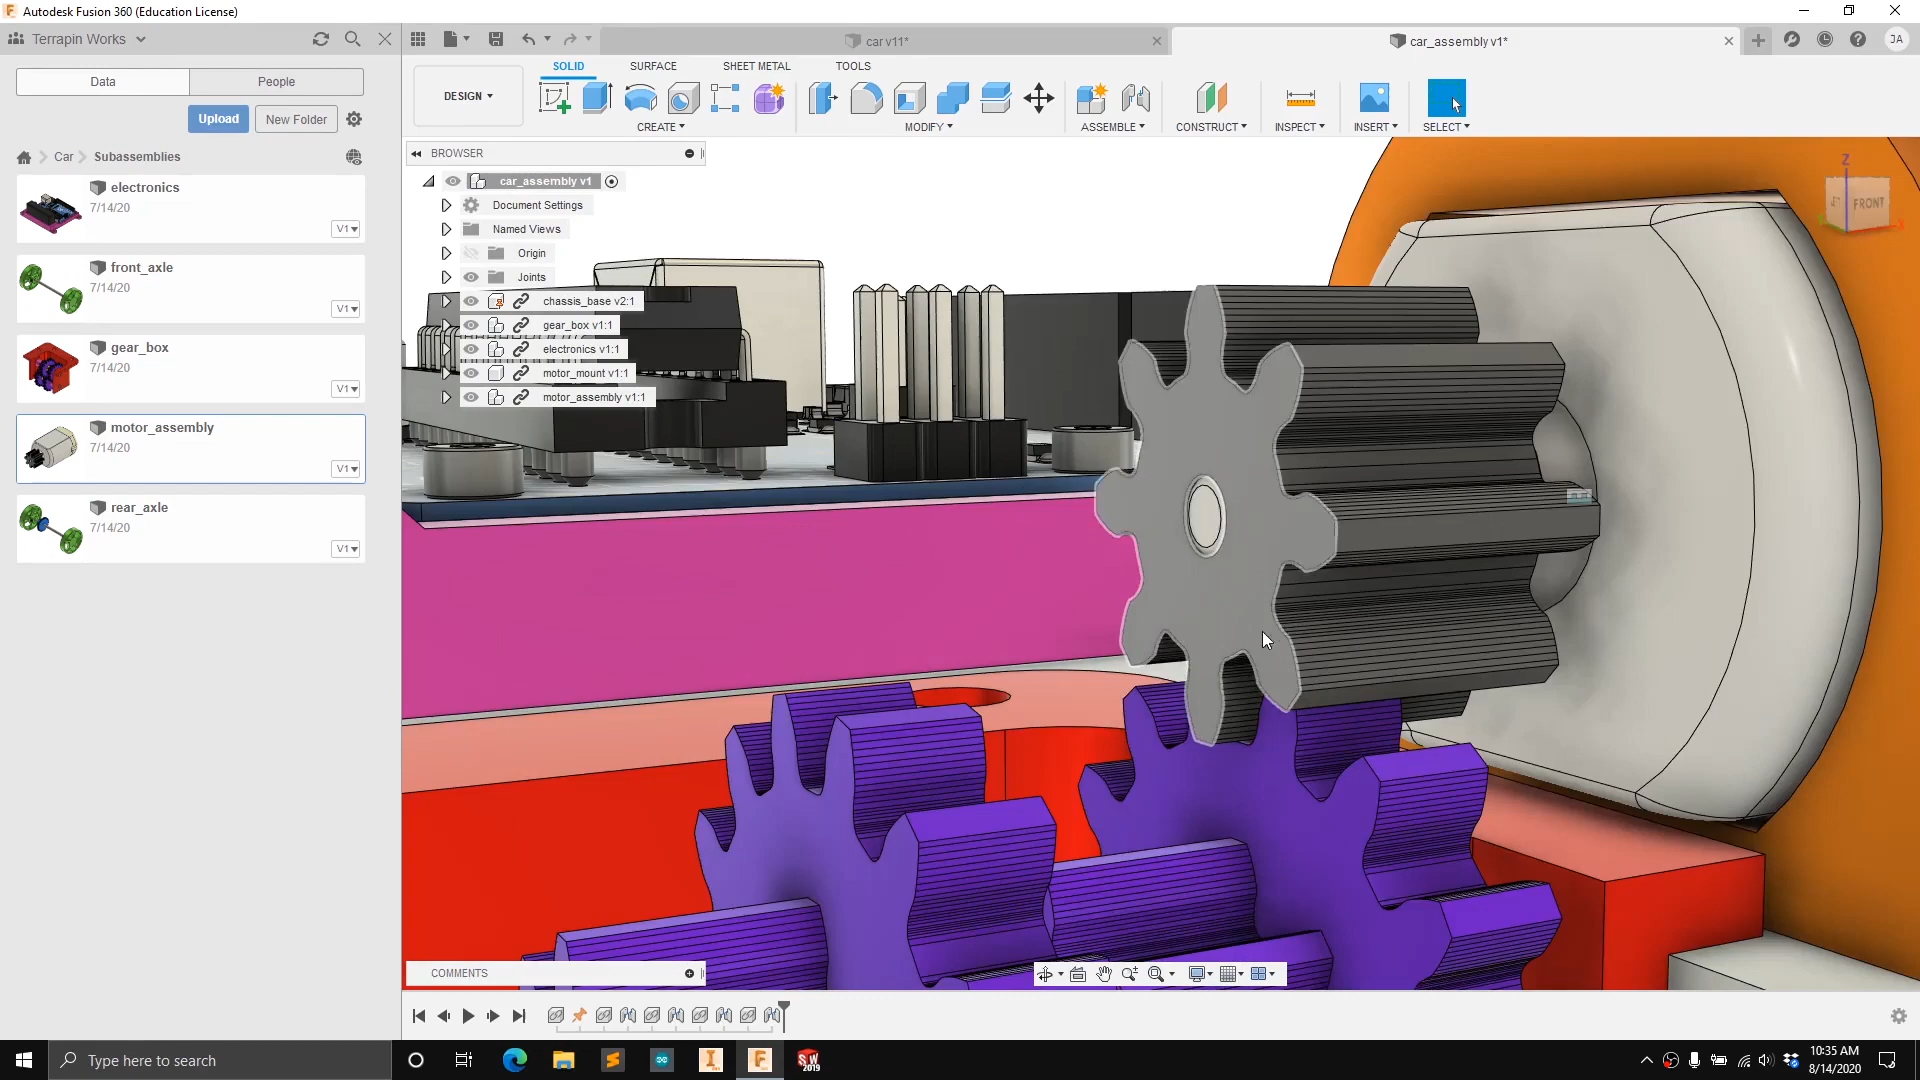 Autodesk Fusion 360 (Education License)
Terrapin Works
car v11*
car_assembly v1*
JA
Data
People
Upload
New Folder
Car
Subassemblies
electronics
7/14/20
V1
front_axle
7/14/20
V1
gear_box
7/14/20
V1
motor_assembly
7/14/20
V1
rear_axle
7/14/20
V1
DESIGN
SOLID
SURFACE
SHEET METAL
TOOLS
CREATE
MODIFY
ASSEMBLE
CONSTRUCT
INSPECT
INSERT
SELECT
BROWSER
car_assembly v1
Document Settings
Named Views
Origin
Joints
chassis_base v2:1
gear_box v1:1
electronics v1:1
motor_mount v1:1
motor_assembly v1:1
Z
FRONT
X
COMMENTS
Type here to search
SW
2019
10:35 AM
8/14/2020